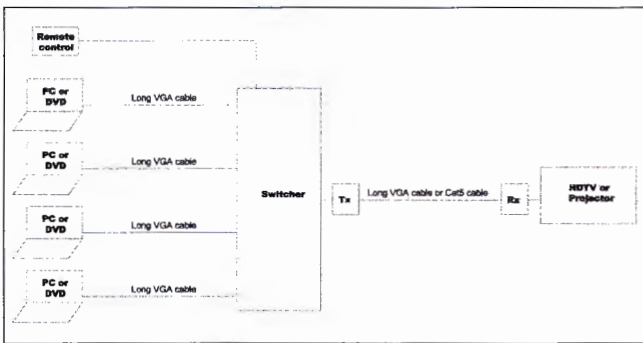 Remote
control
PC or
DVD
Long VGA cable
PC or
DVD
Long VGA cable
Switcher
Tx
Long VGA cable or Cat5 cable
Rx
HDTV or
Projector
PC or
DVD
Long VGA cable
PC or
DVD
Long VGA cable